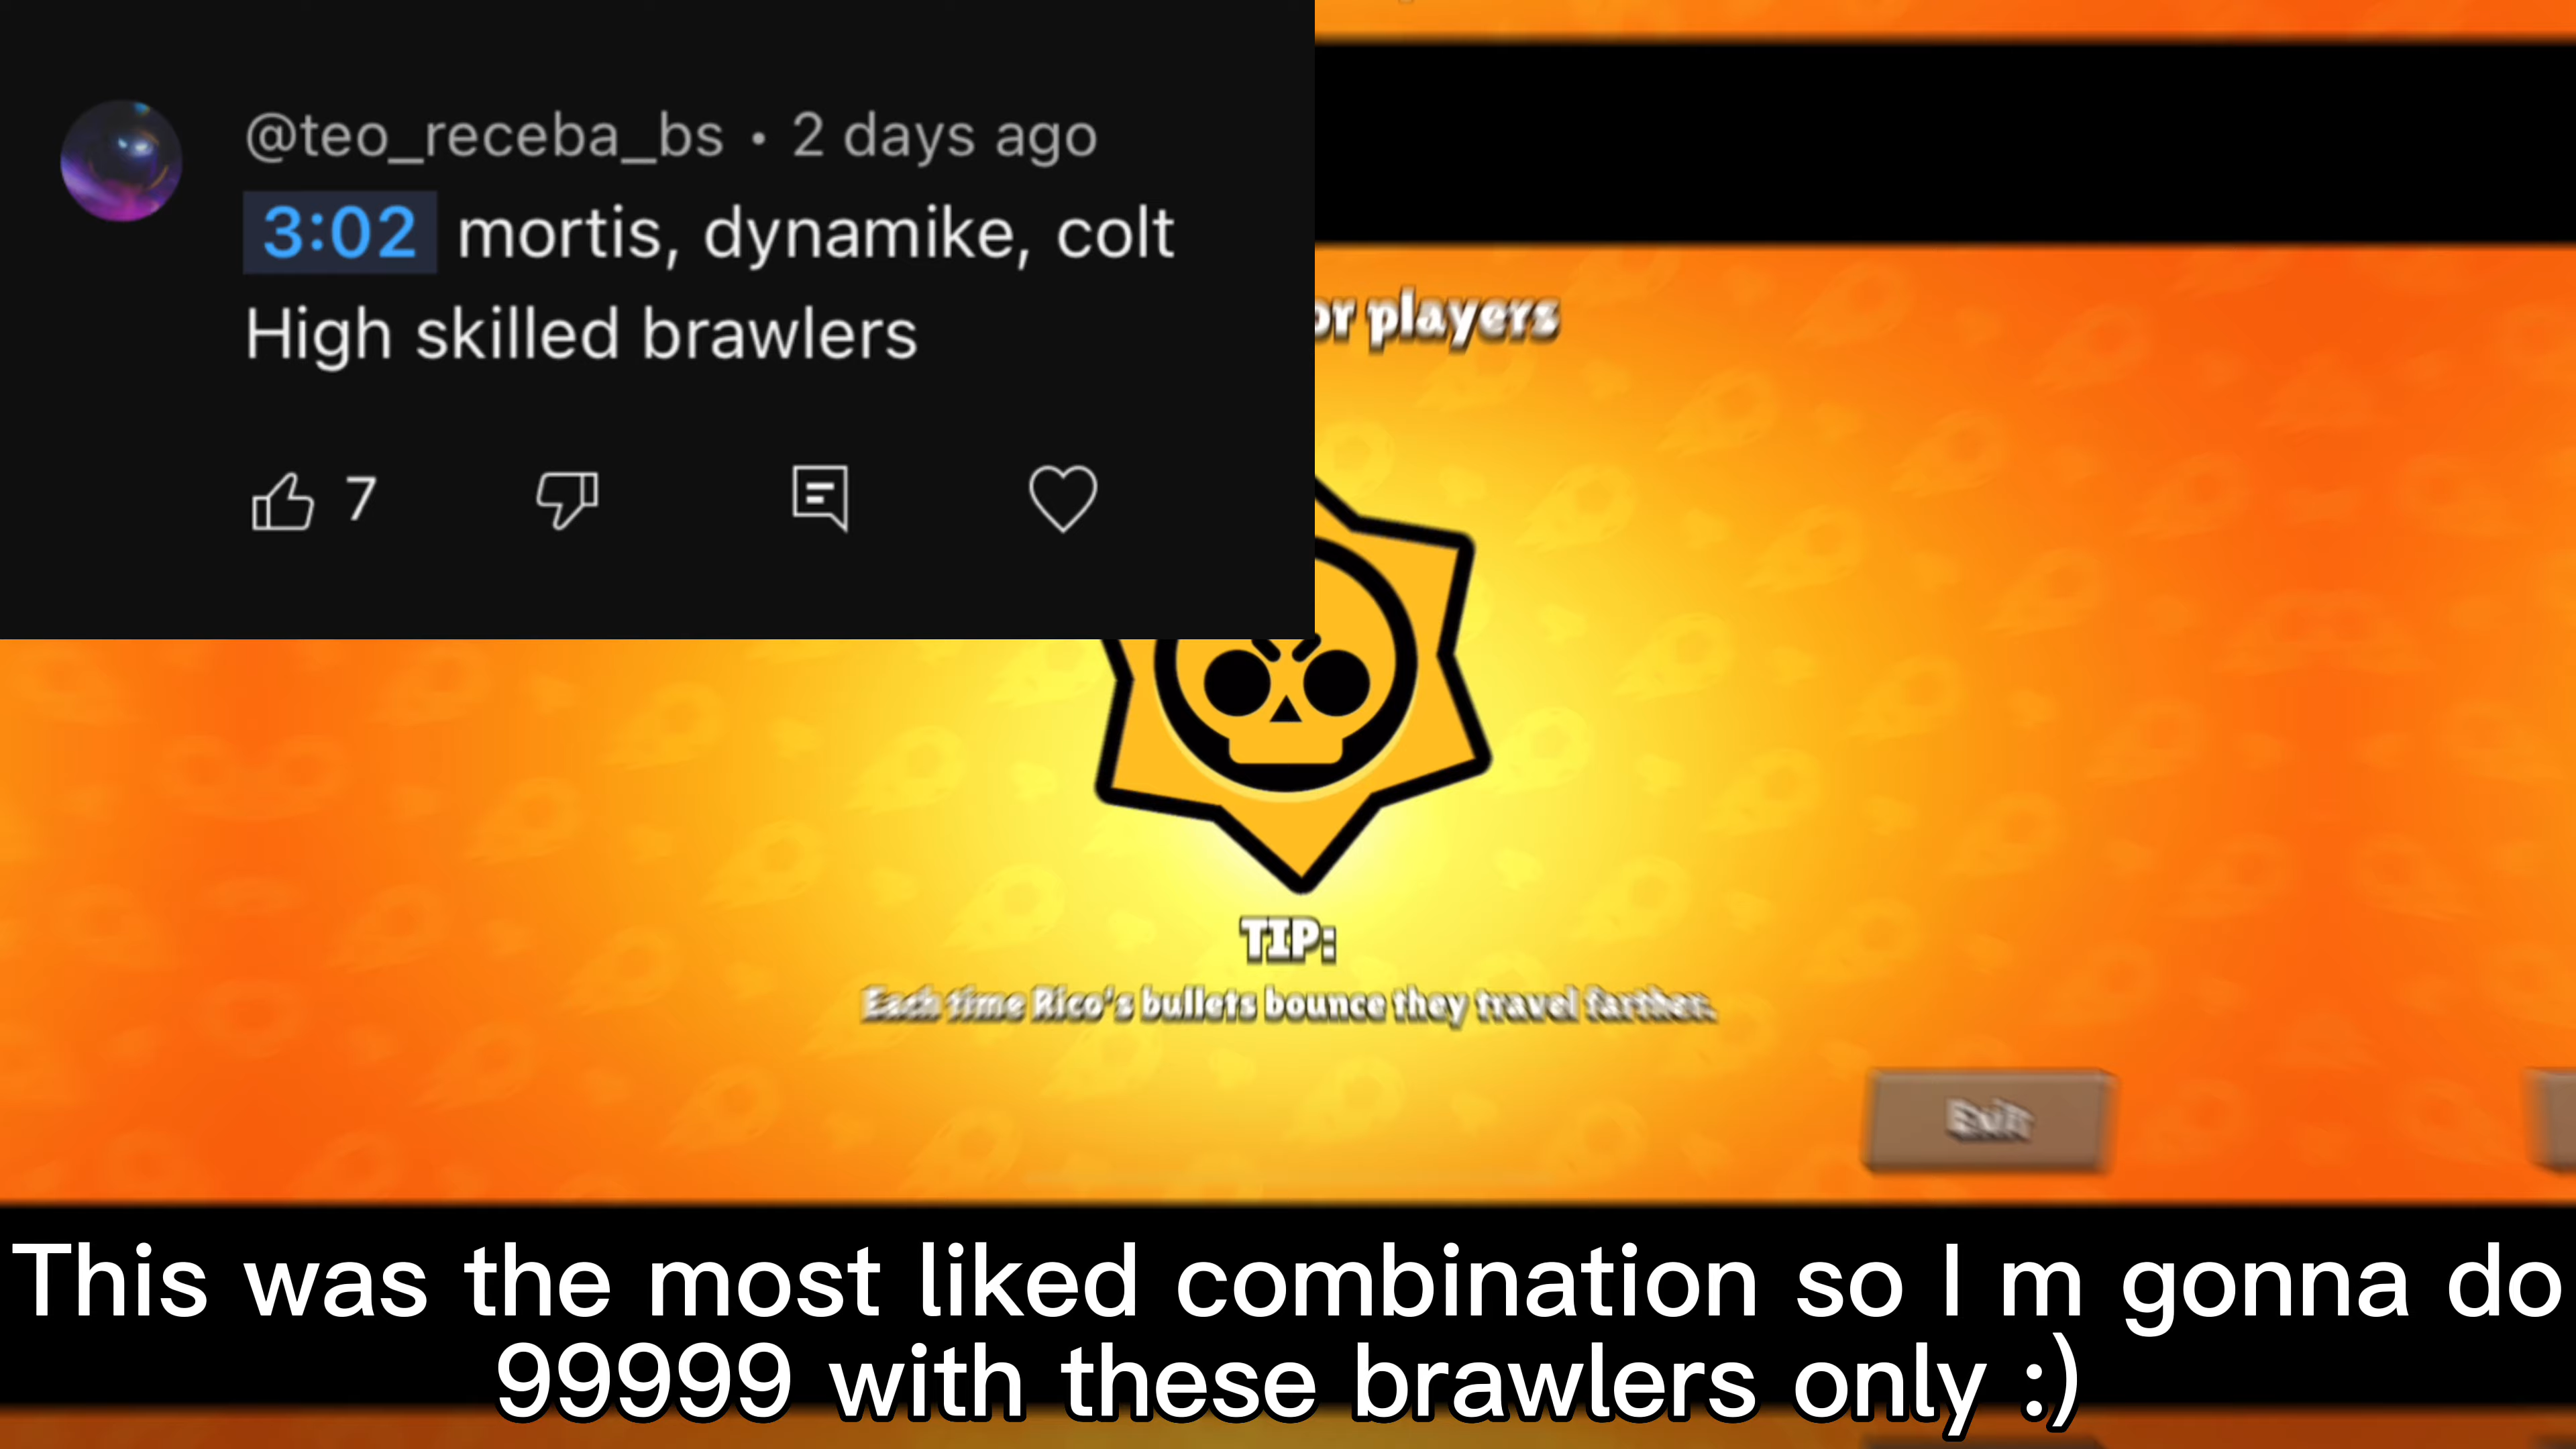 @teo_receba_bs • 2 days ago
3:02 mortis, dynamike, colt
High skilled brawlers
7
or players
TIP:
Each time Rico's bullets bounce they travel farther.
Exit
This was the most liked combination so I m gonna do
99999 with these brawlers only :)